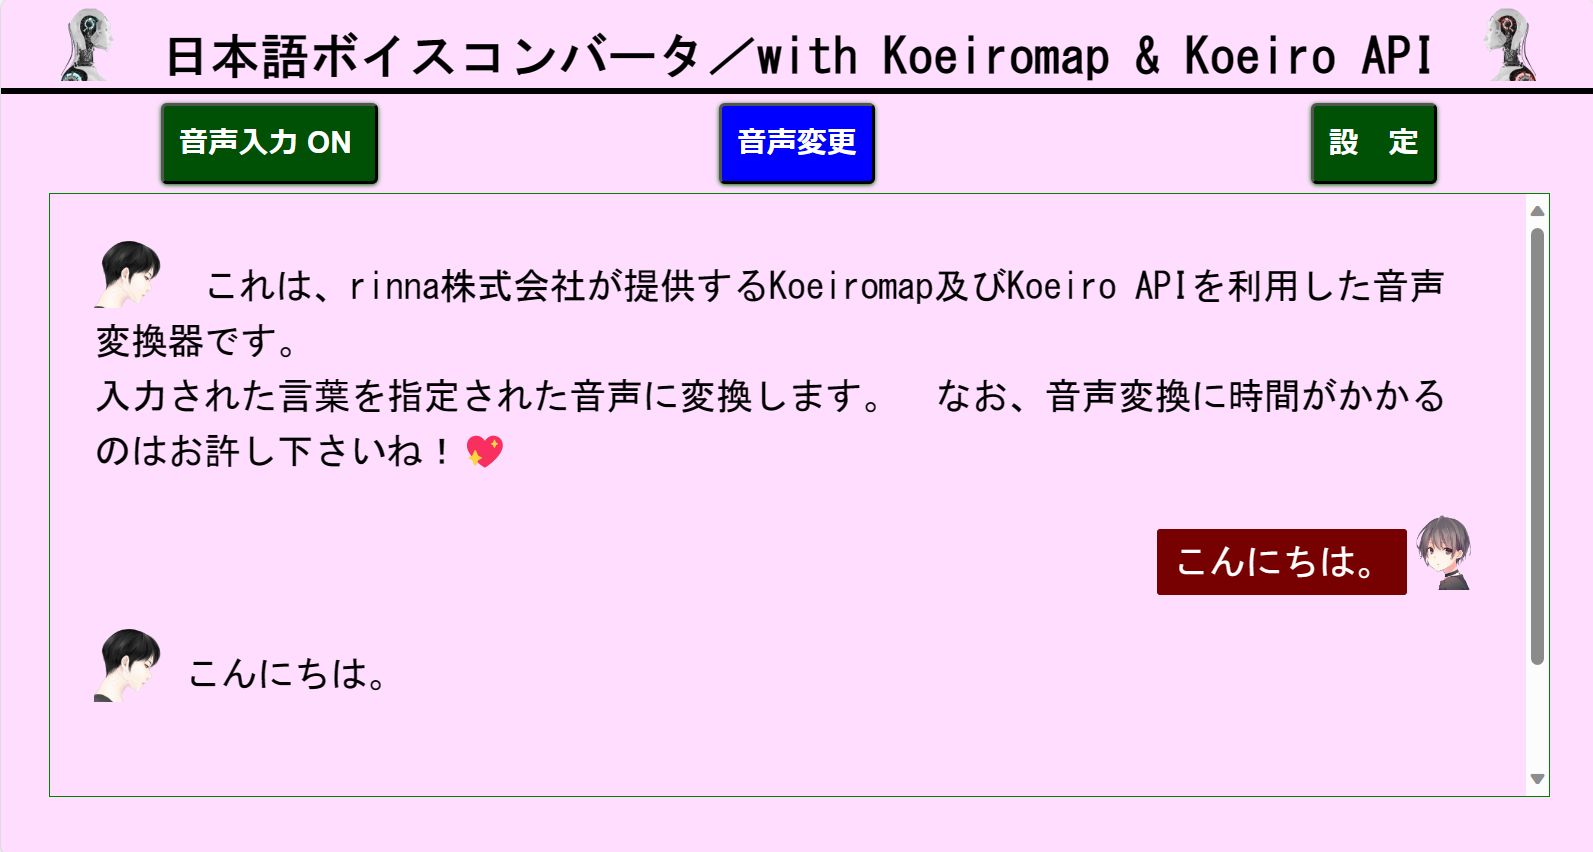 日本語ボイスコンバータ／with Koeiromap & Koeiro API
音声入力 ON
音声変更
設　定
これは、rinna株式会社が提供するKoeiromap及びKoeiro APIを利用した音声
変換器です。
入力された言葉を指定された音声に変換します。　なお、音声変換に時間がかかる
のはお許し下さいね！💖
こんにちは。
こんにちは。